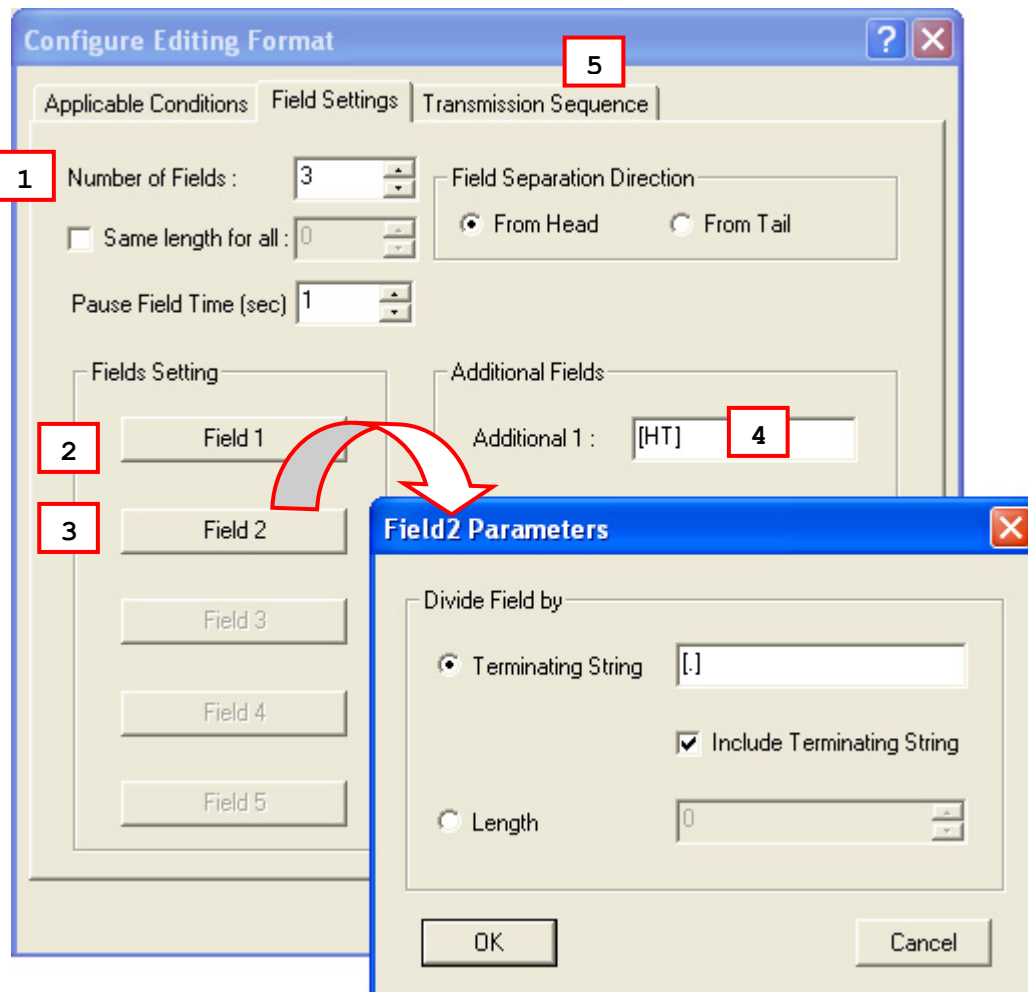 Configure Editing Format
5
Applicable Conditions Field Settings Transmission Sequence
1 Number of Fields : 3 Field Separation Direction
Same length for all : 0 From Head From Tail
Pause Field Time (sec) 1
Fields Setting Additional Fields
2 Field 1 Additional 1 : [HT] 4
3 Field 2 Field2 Parameters
Divide Field by
Field 3
Terminating String [.]
Field 4
Include Terminating String
Field 5
Length 0
OK Cancel